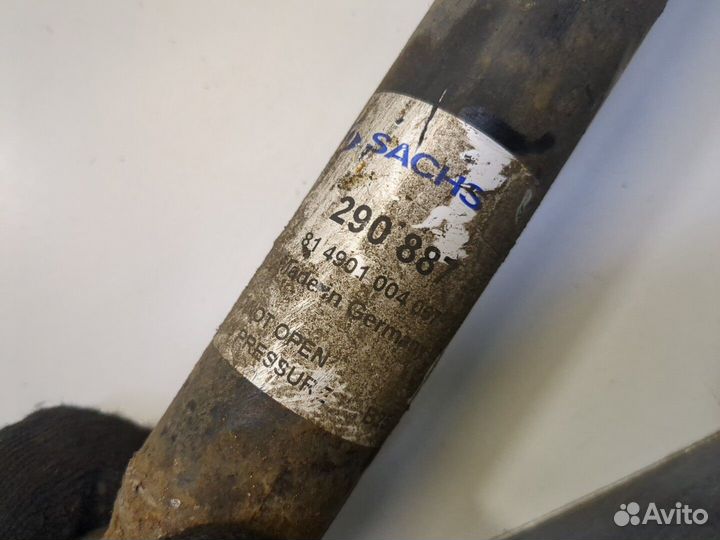 SACHS
290 887
81 4901 004
Made in Germany
NOT OPEN
PRESSUR
Avito